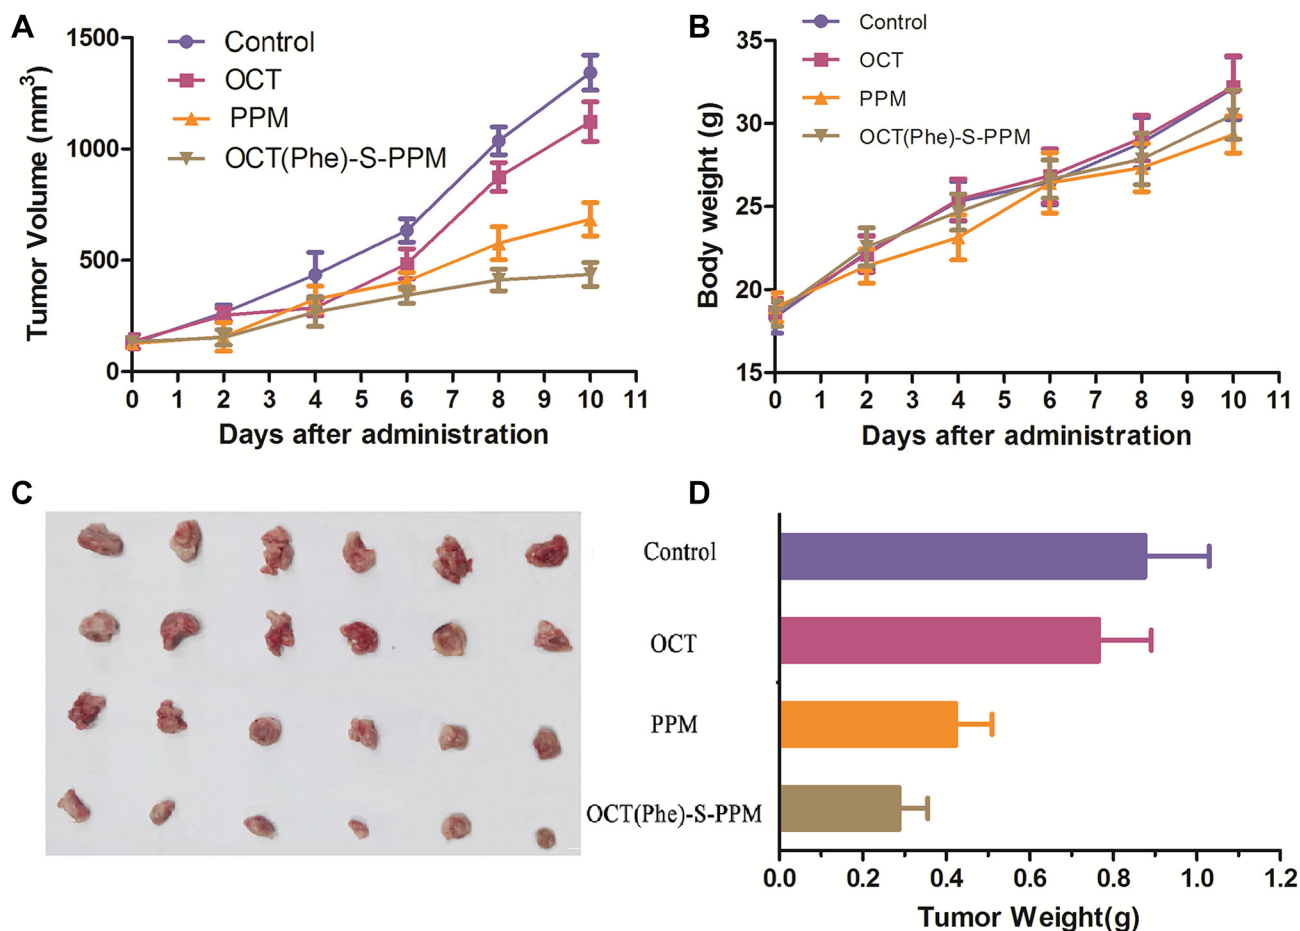 A
Tumor Volume (mm³)
1500
1000
500
0
Control
OCT
PPM
OCT(Phe)-S-PPM
0 1 2 3 4 5 6 7 8 9 10 11
Days after administration
B
Body weight (g)
35
30
25
20
15
Control
OCT
PPM
OCT(Phe)-S-PPM
0 1 2 3 4 5 6 7 8 9 10 11
Days after administration
C
Control
OCT
PPM
OCT(Phe)-S-PPM
D
0.0 0.2 0.4 0.6 0.8 1.0 1.2
Tumor Weight(g)